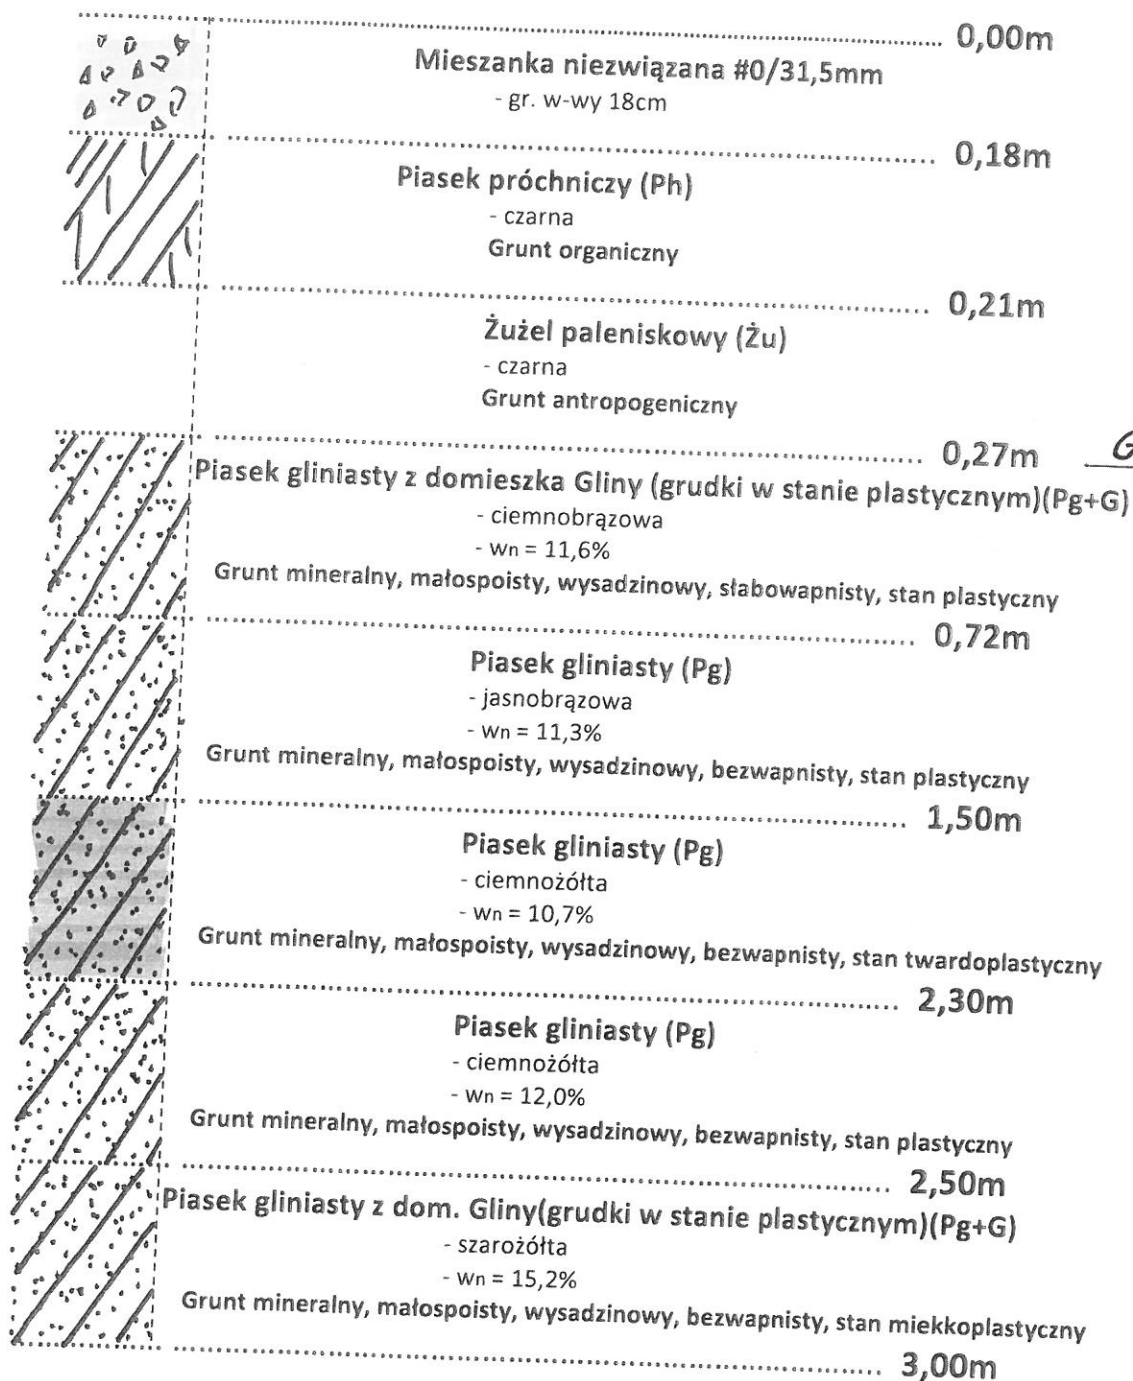 0,00m
Mieszanka niezwiązana #0/31,5mm
- gr. w-wy 18cm
0,18m
Piasek próchniczy (Ph)
- czarna
Grunt organiczny
0,21m
Żużel paleniskowy (Żu)
- czarna
Grunt antropogeniczny
0,27m G
Piasek gliniasty z domieszka Gliny (grudki w stanie plastycznym)(Pg+G)
- ciemnobrązowa
- wn = 11,6%
Grunt mineralny, małospoisty, wysadzinowy, słabowapnisty, stan plastyczny
0,72m
Piasek gliniasty (Pg)
- jasnobrązowa
- wn = 11,3%
Grunt mineralny, małospoisty, wysadzinowy, bezwapnisty, stan plastyczny
1,50m
Piasek gliniasty (Pg)
- ciemnożółta
- wn = 10,7%
Grunt mineralny, małospoisty, wysadzinowy, bezwapnisty, stan twardoplastyczny
2,30m
Piasek gliniasty (Pg)
- ciemnożółta
- wn = 12,0%
Grunt mineralny, małospoisty, wysadzinowy, bezwapnisty, stan plastyczny
2,50m
Piasek gliniasty z dom. Gliny(grudki w stanie plastycznym)(Pg+G)
- szarożółta
- wn = 15,2%
Grunt mineralny, małospoisty, wysadzinowy, bezwapnisty, stan miekkoplastyczny
3,00m